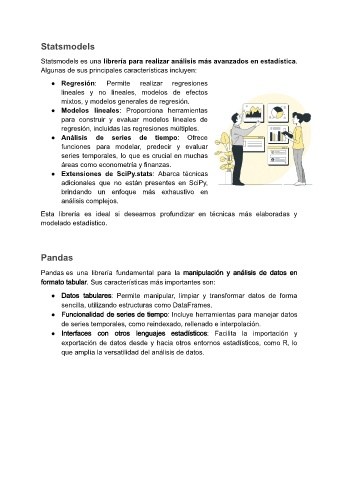 Statsmodels
Statsmodels es una librería para realizar análisis más avanzados en estadística.
Algunas de sus principales características incluyen:
● Regresión: Permite realizar regresiones
lineales y no lineales, modelos de efectos
mixtos, y modelos generales de regresión.
● Modelos lineales: Proporciona herramientas
para construir y evaluar modelos lineales de
regresión, incluidas las regresiones múltiples.
● Análisis de series de tiempo: Ofrece
funciones para modelar, predecir y evaluar
series temporales, lo que es crucial en muchas
áreas como econometría y finanzas.
● Extensiones de SciPy.stats: Abarca técnicas
adicionales que no están presentes en SciPy,
brindando un enfoque más exhaustivo en
análisis complejos.
Esta librería es ideal si deseamos profundizar en técnicas más elaboradas y
modelado estadístico.
Pandas
Pandas es una librería fundamental para la manipulación y análisis de datos en
formato tabular. Sus características más importantes son:
● Datos tabulares: Permite manipular, limpiar y transformar datos de forma
sencilla, utilizando estructuras como DataFrames.
● Funcionalidad de series de tiempo: Incluye herramientas para manejar datos
de series temporales, como reindexado, rellenado e interpolación.
● Interfaces con otros lenguajes estadísticos: Facilita la importación y
exportación de datos desde y hacia otros entornos estadísticos, como R, lo
que amplía la versatilidad del análisis de datos.